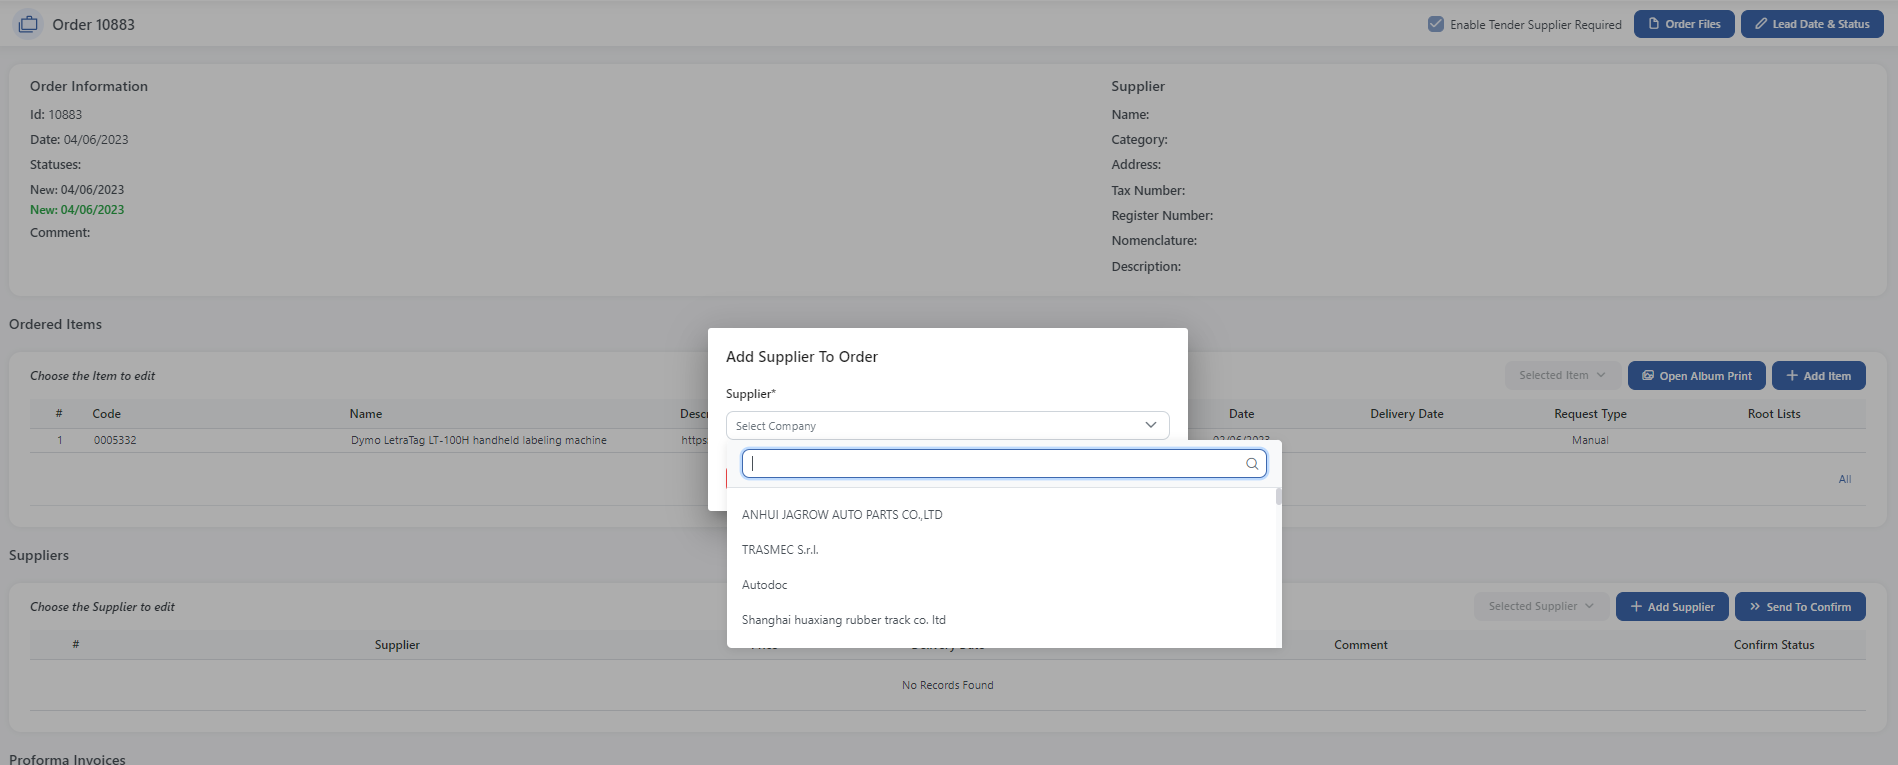 Order 10883
Enable Tender Supplier Required
Order Files
Lead Date & Status
Order Information
Id: 10883
Date: 04/06/2023
Statuses:
New: 04/06/2023
New: 04/06/2023
Comment:
Supplier
Name:
Category:
Address:
Tax Number:
Register Number:
Nomenclature:
Description:
Ordered Items
Choose the Item to edit
Selected Item
Open Album Print
Add Item
# Code Name Date Delivery Date Request Type Root Lists
1 0005332 Dymo LetraTag LT-100H handheld labeling machine https Manual
All
Add Supplier To Order
Supplier*
Select Company
ANHUI JAGROW AUTO PARTS CO.,LTD
TRASMEC S.r.l.
Autodoc
Shanghai huaxiang rubber track co. ltd
Suppliers
Choose the Supplier to edit
Selected Supplier
Add Supplier
Send To Confirm
# Supplier Comment Confirm Status
No Records Found
Proforma Invoices